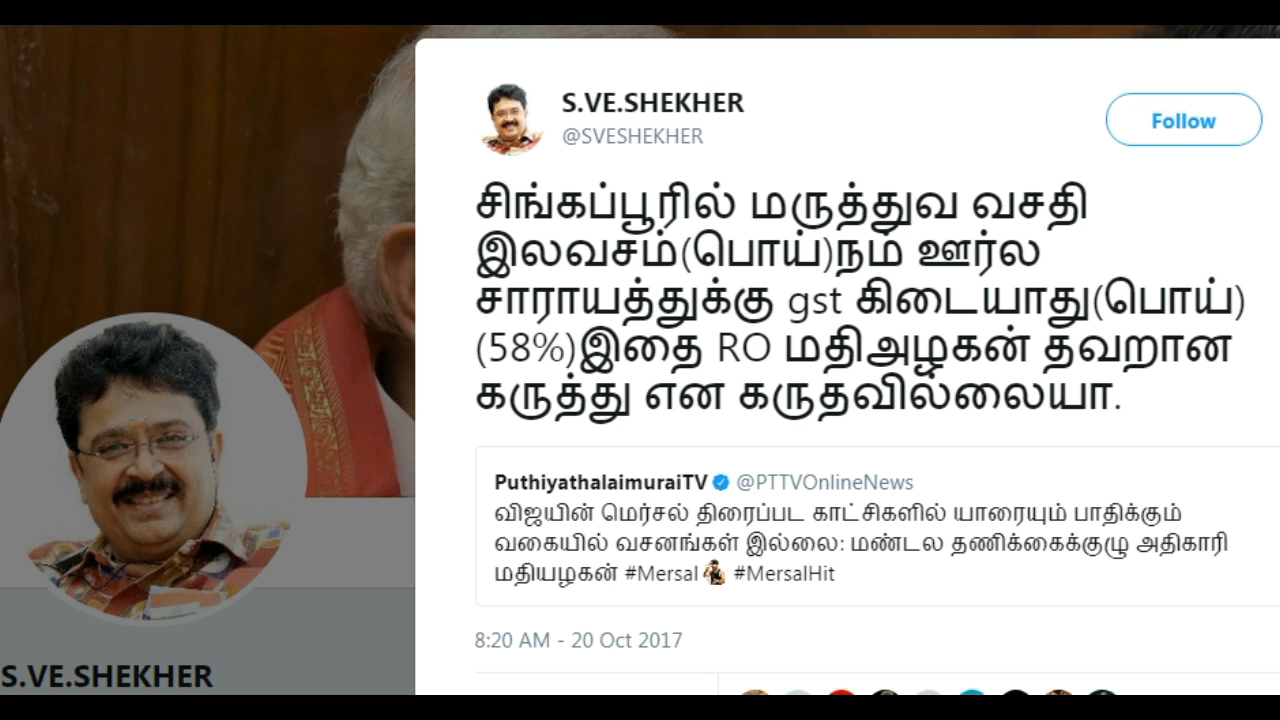 S.VE.SHEKHER
@SVESHEKHER
Follow
சிங்கப்பூரில் மருத்துவ வசதி
இலவசம்(பொய்)நம் ஊர்ல
சாராயத்துக்கு gst கிடையாது(பொய்)
(58%)இதை RO மதிஅழகன் தவறான
கருத்து என கருதவில்லையா.
PuthiyathalaimuraiTV @PTTVOnlineNews
விஜயின் மெர்சல் திரைப்பட காட்சிகளில் யாரையும் பாதிக்கும்
வகையில் வசனங்கள் இல்லை: மண்டல தணிக்கைக்குழு அதிகாரி
மதியழகன் #Mersal #MersalHit
8:20 AM - 20 Oct 2017
S.VE.SHEKHER